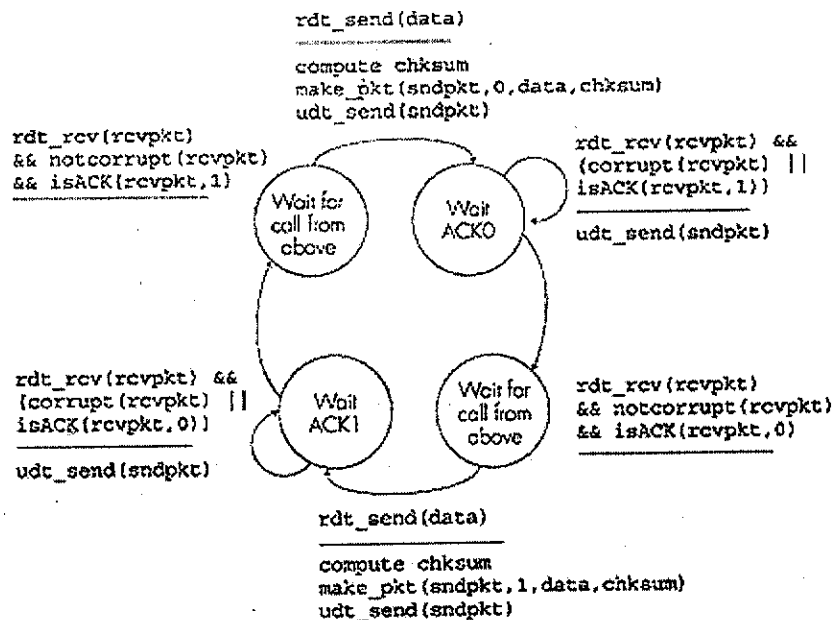 rdt_send(data)
compute chksum
make_pkt(sndpkt,0,data,chksum)
udt_send(sndpkt)
rdt_rcv(rcvpkt)
&& notcorrupt(rcvpkt)
&& isACK(rcvpkt,1)
rdt_rcv(rcvpkt) &&
(corrupt(rcvpkt) ||
isACK(rcvpkt,1))
udt_send(sndpkt)
Wait for
call from
above
Wait
ACK0
rdt_rcv(rcvpkt) &&
(corrupt(rcvpkt) ||
isACK(rcvpkt,0))
udt_send(sndpkt)
Wait
ACK1
Wait for
call from
above
rdt_rcv(rcvpkt)
&& notcorrupt(rcvpkt)
&& isACK(rcvpkt,0)
rdt_send(data)
compute chksum
make_pkt(sndpkt,1,data,chksum)
udt_send(sndpkt)